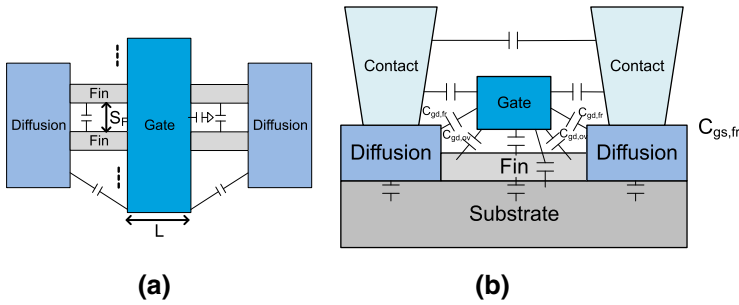 Fin
Diffusion
S_F
Gate
Diffusion
Fin
L
(a)
Contact
Contact
Gate
C_gd,fr
C_gd,fr
C_gd,ov
C_gd,ov
C_gs,fr
Diffusion
Fin
Diffusion
Substrate
(b)